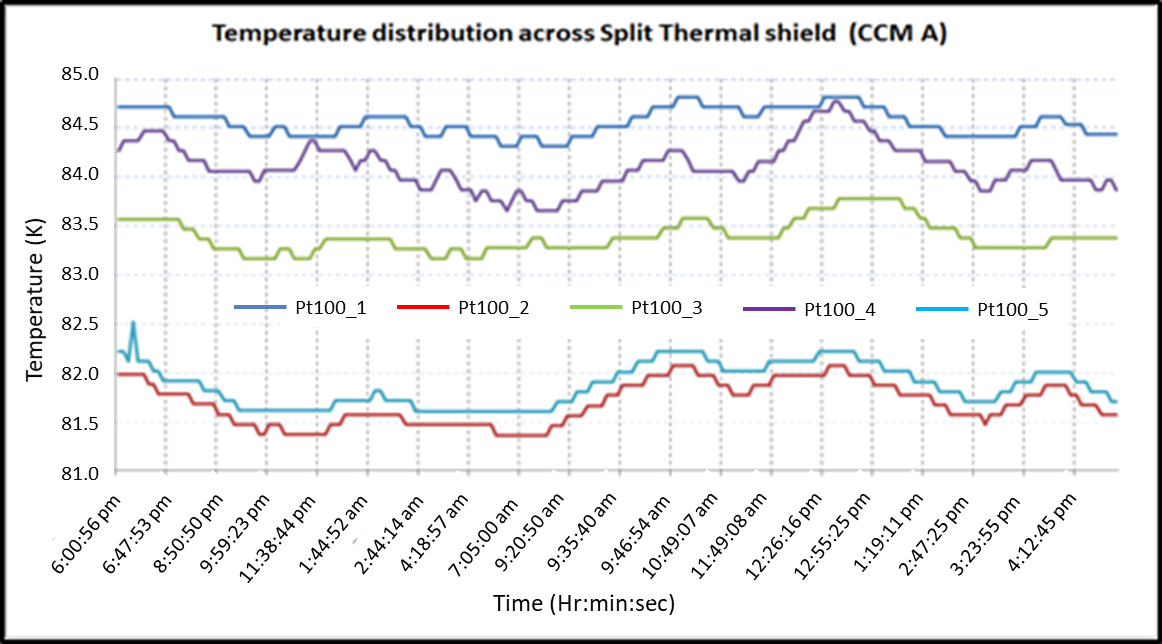 Temperature distribution across Split Thermal shield (CCM A)
85.0
84.5
84.0
83.5
83.0
82.5
82.0
81.5
81.0
Temperature (K)
Pt100_1 Pt100_2 Pt100_3 Pt100_4 Pt100_5
6:00:56 pm
6:47:53 pm
8:50:50 pm
9:59:23 pm
11:38:44 pm
1:44:52 am
2:44:14 am
4:18:57 am
7:05:00 am
9:20:50 am
9:35:40 am
9:46:54 am
10:49:07 am
11:49:08 am
12:26:16 pm
12:55:25 pm
1:19:11 pm
2:47:25 pm
3:23:55 pm
4:12:45 pm
Time (Hr:min:sec)